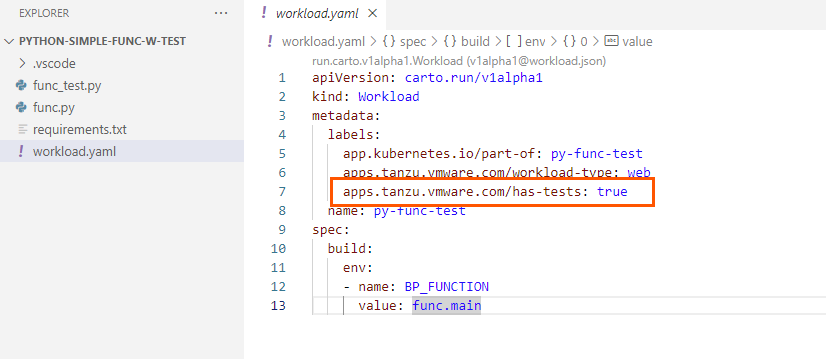 EXPLORER ···
PYTHON-SIMPLE-FUNC-W-TEST
.vscode
func_test.py
func.py
requirements.txt
workload.yaml
! workload.yaml ×
! workload.yaml > {} spec > {} build > [ ] env > {} 0 > value
run.carto.v1alpha1.Workload (v1alpha1@workload.json)
1 apiVersion: carto.run/v1alpha1
2 kind: Workload
3 metadata:
4 labels:
5 app.kubernetes.io/part-of: py-func-test
6 apps.tanzu.vmware.com/workload-type: web
7 apps.tanzu.vmware.com/has-tests: true
8 name: py-func-test
9 spec:
10 build:
11 env:
12 - name: BP_FUNCTION
13 value: func.main